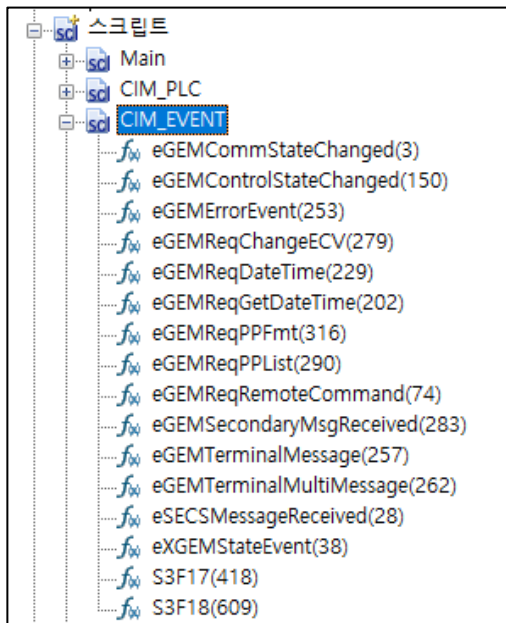 스크립트
Main
CIM_PLC
CIM_EVENT
eGEMCommStateChanged(3)
eGEMControlStateChanged(150)
eGEMErrorEvent(253)
eGEMReqChangeECV(279)
eGEMReqDateTime(229)
eGEMReqGetDateTime(202)
eGEMReqPPFmt(316)
eGEMReqPPList(290)
eGEMReqRemoteCommand(74)
eGEMSecondaryMsgReceived(283)
eGEMTerminalMessage(257)
eGEMTerminalMultiMessage(262)
eSECSMessageReceived(28)
eXGEMStateEvent(38)
S3F17(418)
S3F18(609)